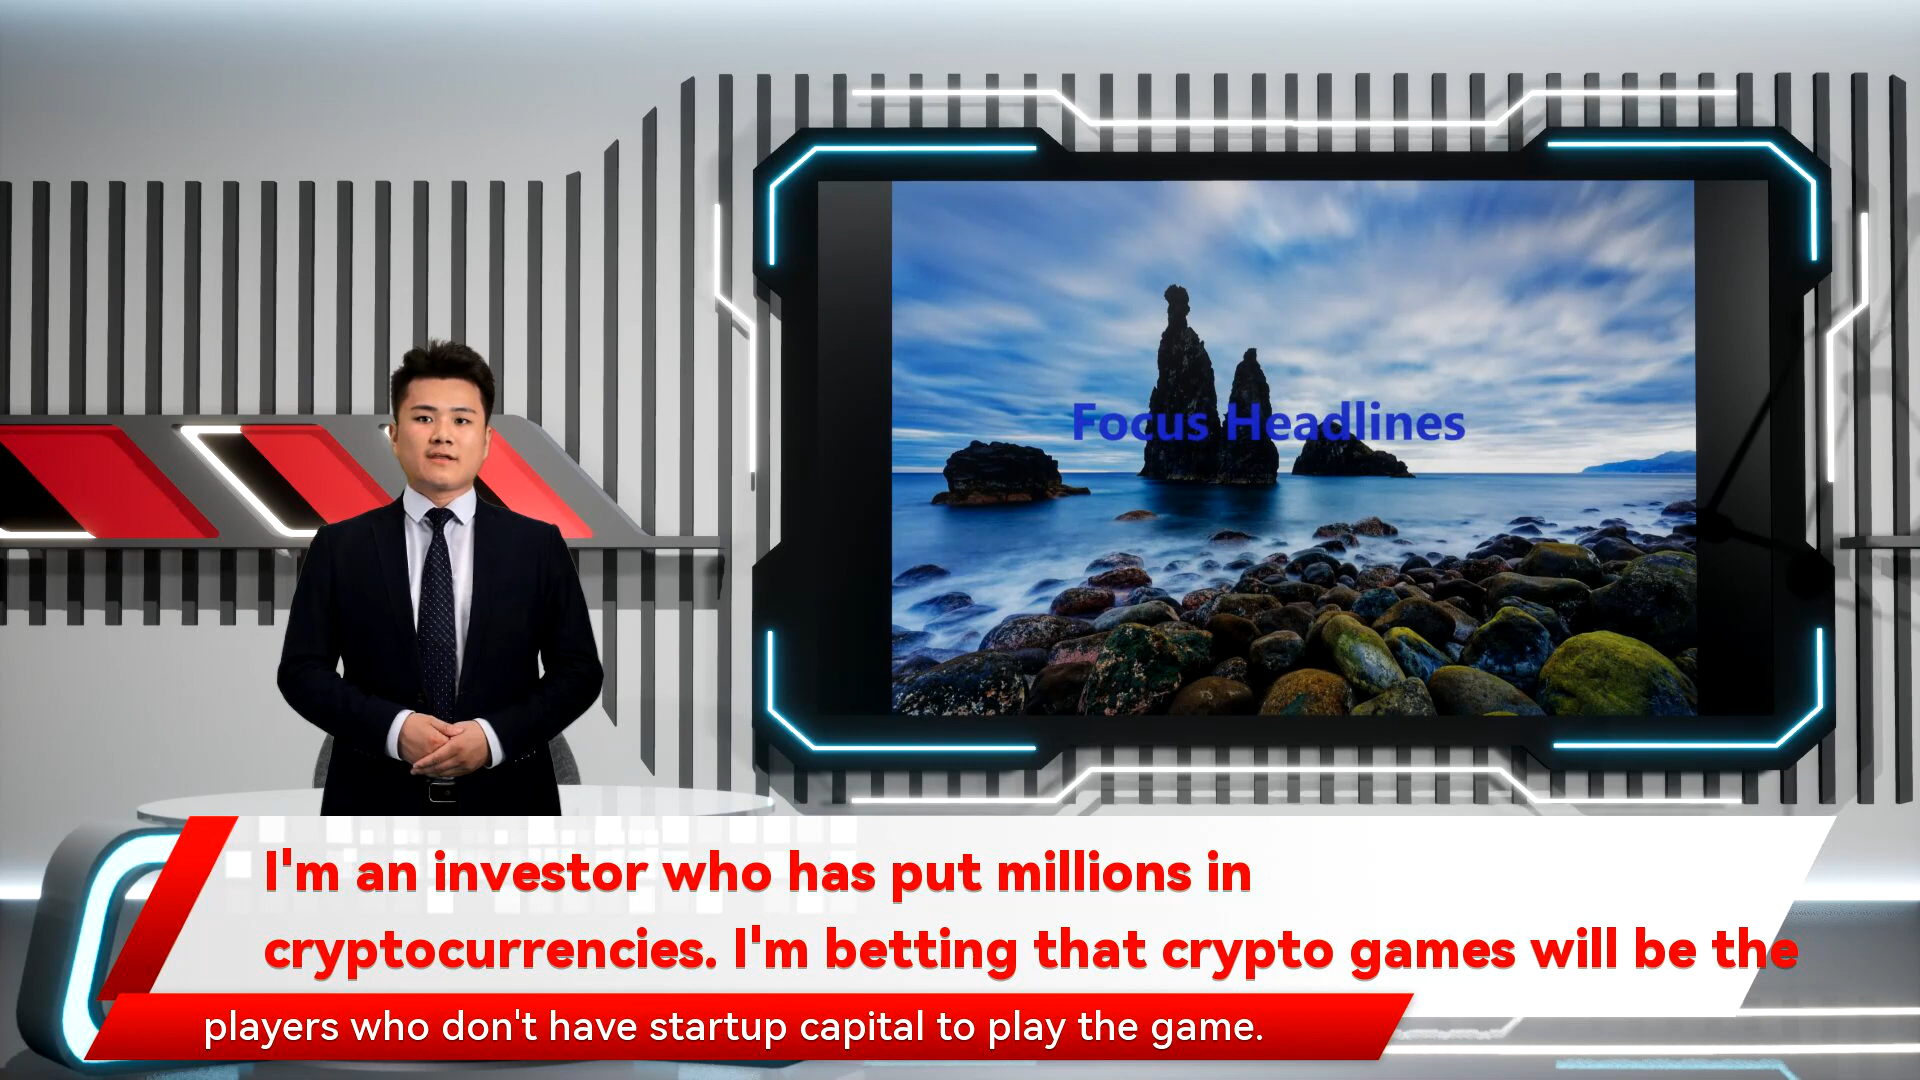 Focus Headlines
I'm an investor who has put millions in
cryptocurrencies. I'm betting that crypto games will be the
players who don't have startup capital to play the game.